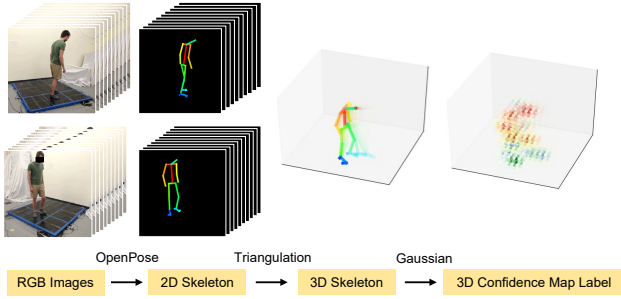 OpenPose
Triangulation
Gaussian
RGB Images
2D Skeleton
3D Skeleton
3D Confidence Map Label